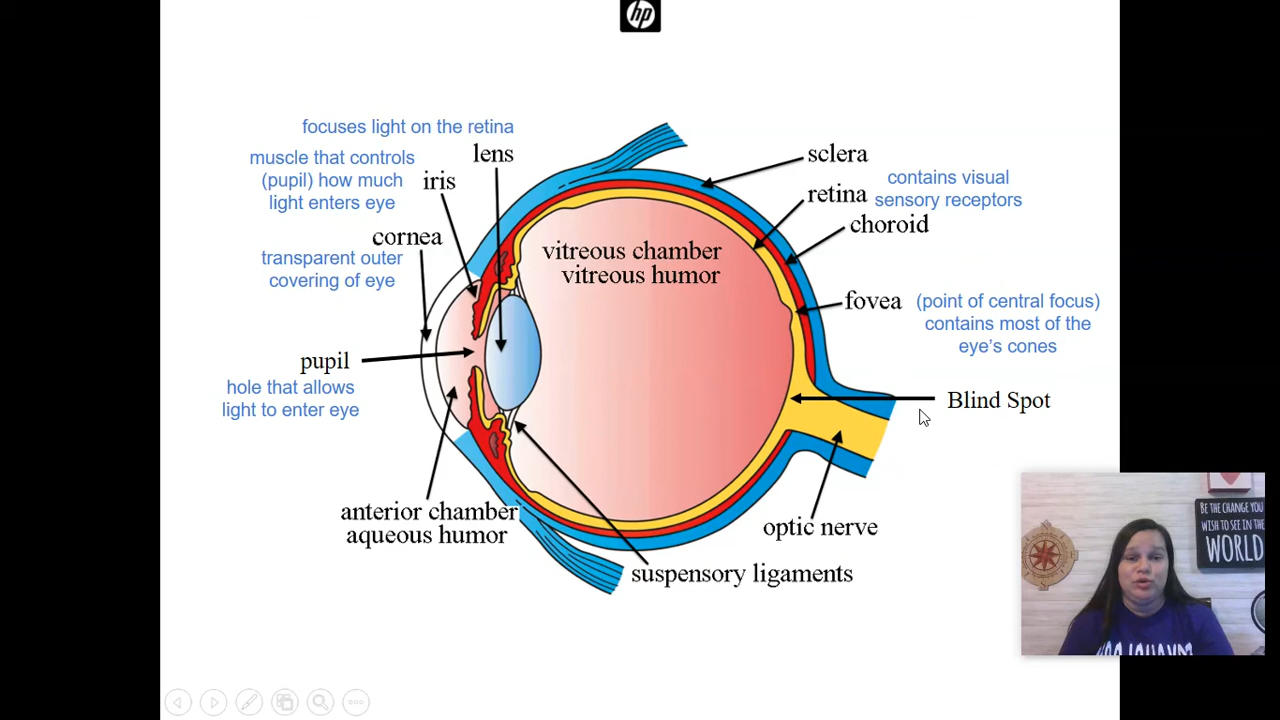 hp
focuses light on the retina
lens
muscle that controls
(pupil) how much
light enters eye
iris
cornea
transparent outer
covering of eye
pupil
hole that allows
light to enter eye
anterior chamber
aqueous humor
vitreous chamber
vitreous humor
suspensory ligaments
sclera
retina
contains visual
sensory receptors
choroid
fovea
(point of central focus)
contains most of the
eye's cones
Blind Spot
optic nerve
BE THE CHANGE YOU
WISH TO SEE IN THE
WORLD